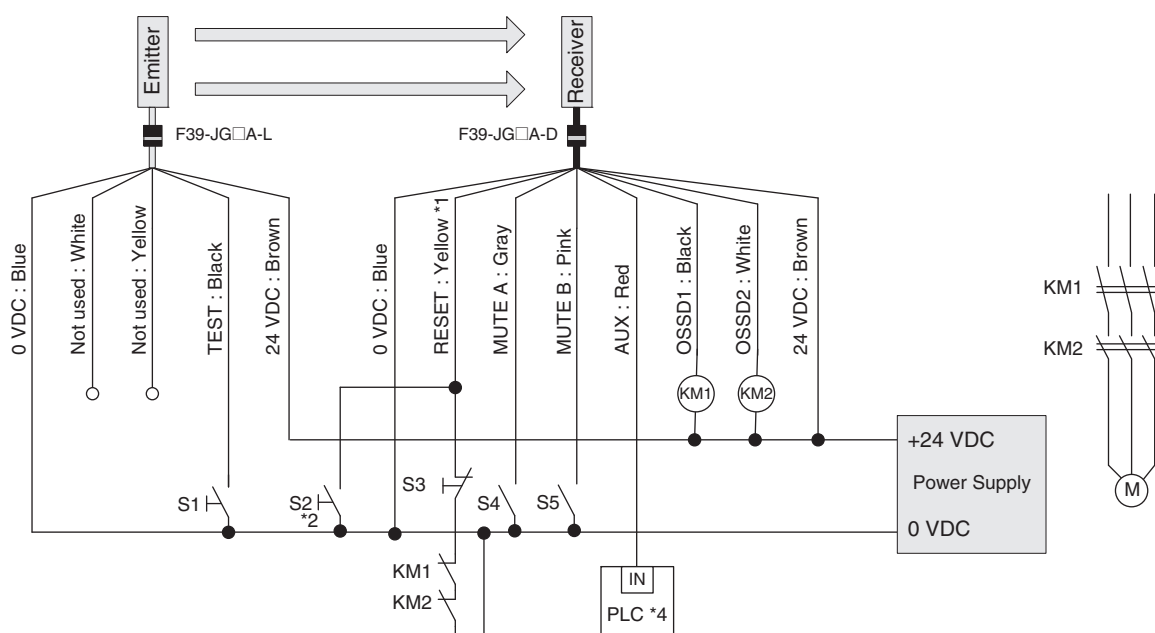 Emitter
Receiver
F39-JG□A-L
F39-JG□A-D
0 VDC : Blue
Not used : White
Not used : Yellow
TEST : Black
24 VDC : Brown
0 VDC : Blue
RESET : Yellow *1
MUTE A : Gray
MUTE B : Pink
AUX : Red
OSSD1 : Black
OSSD2 : White
24 VDC : Brown
KM1
KM2
KM1
KM2
M
+24 VDC
Power Supply
0 VDC
S1
S2
*2
S3
S4
S5
KM1
KM2
IN
PLC *4